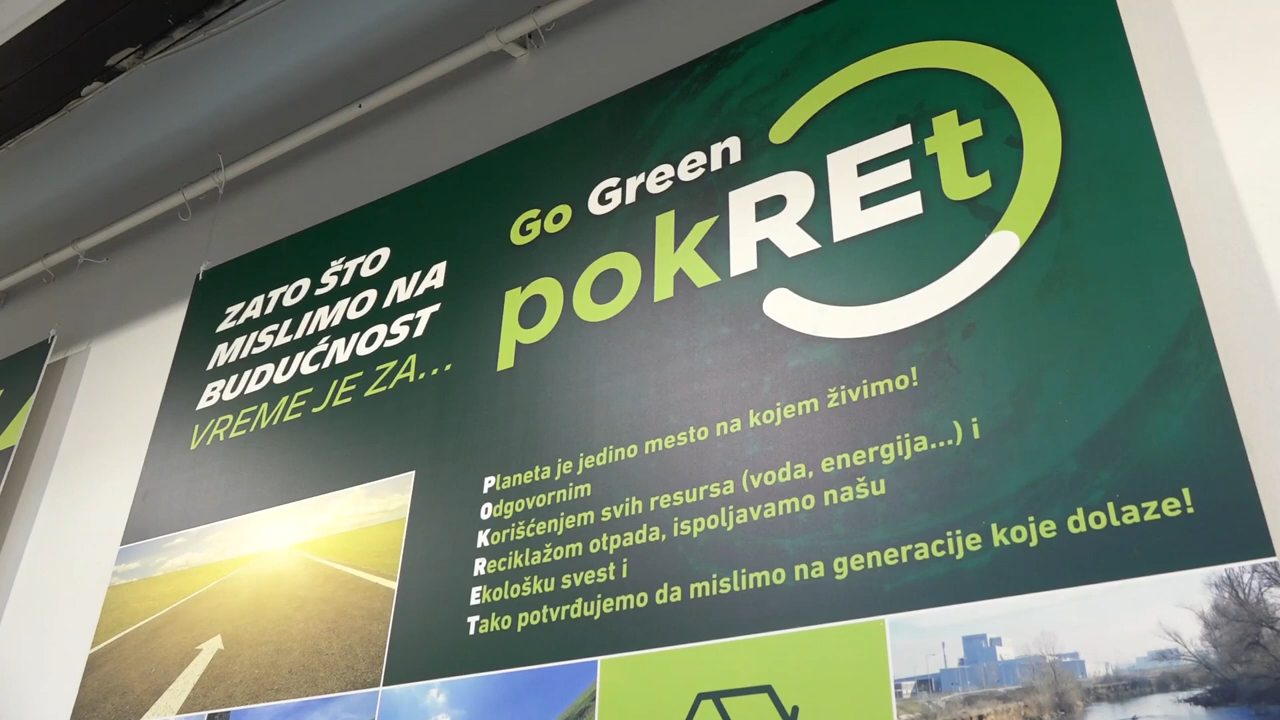 ZATO ŠTO
MISLIMO NA
BUDUĆNOST
VREME JE ZA...
Go Green
pokREt
Planeta je jedino mesto na kojem živimo!
Odgovornim
Korišćenjem svih resursa (voda, energija...) i
Reciklažom otpada, ispoljavamo našu
Ekološku svest i
Tako potvrđujemo da mislimo na generacije koje dolaze!